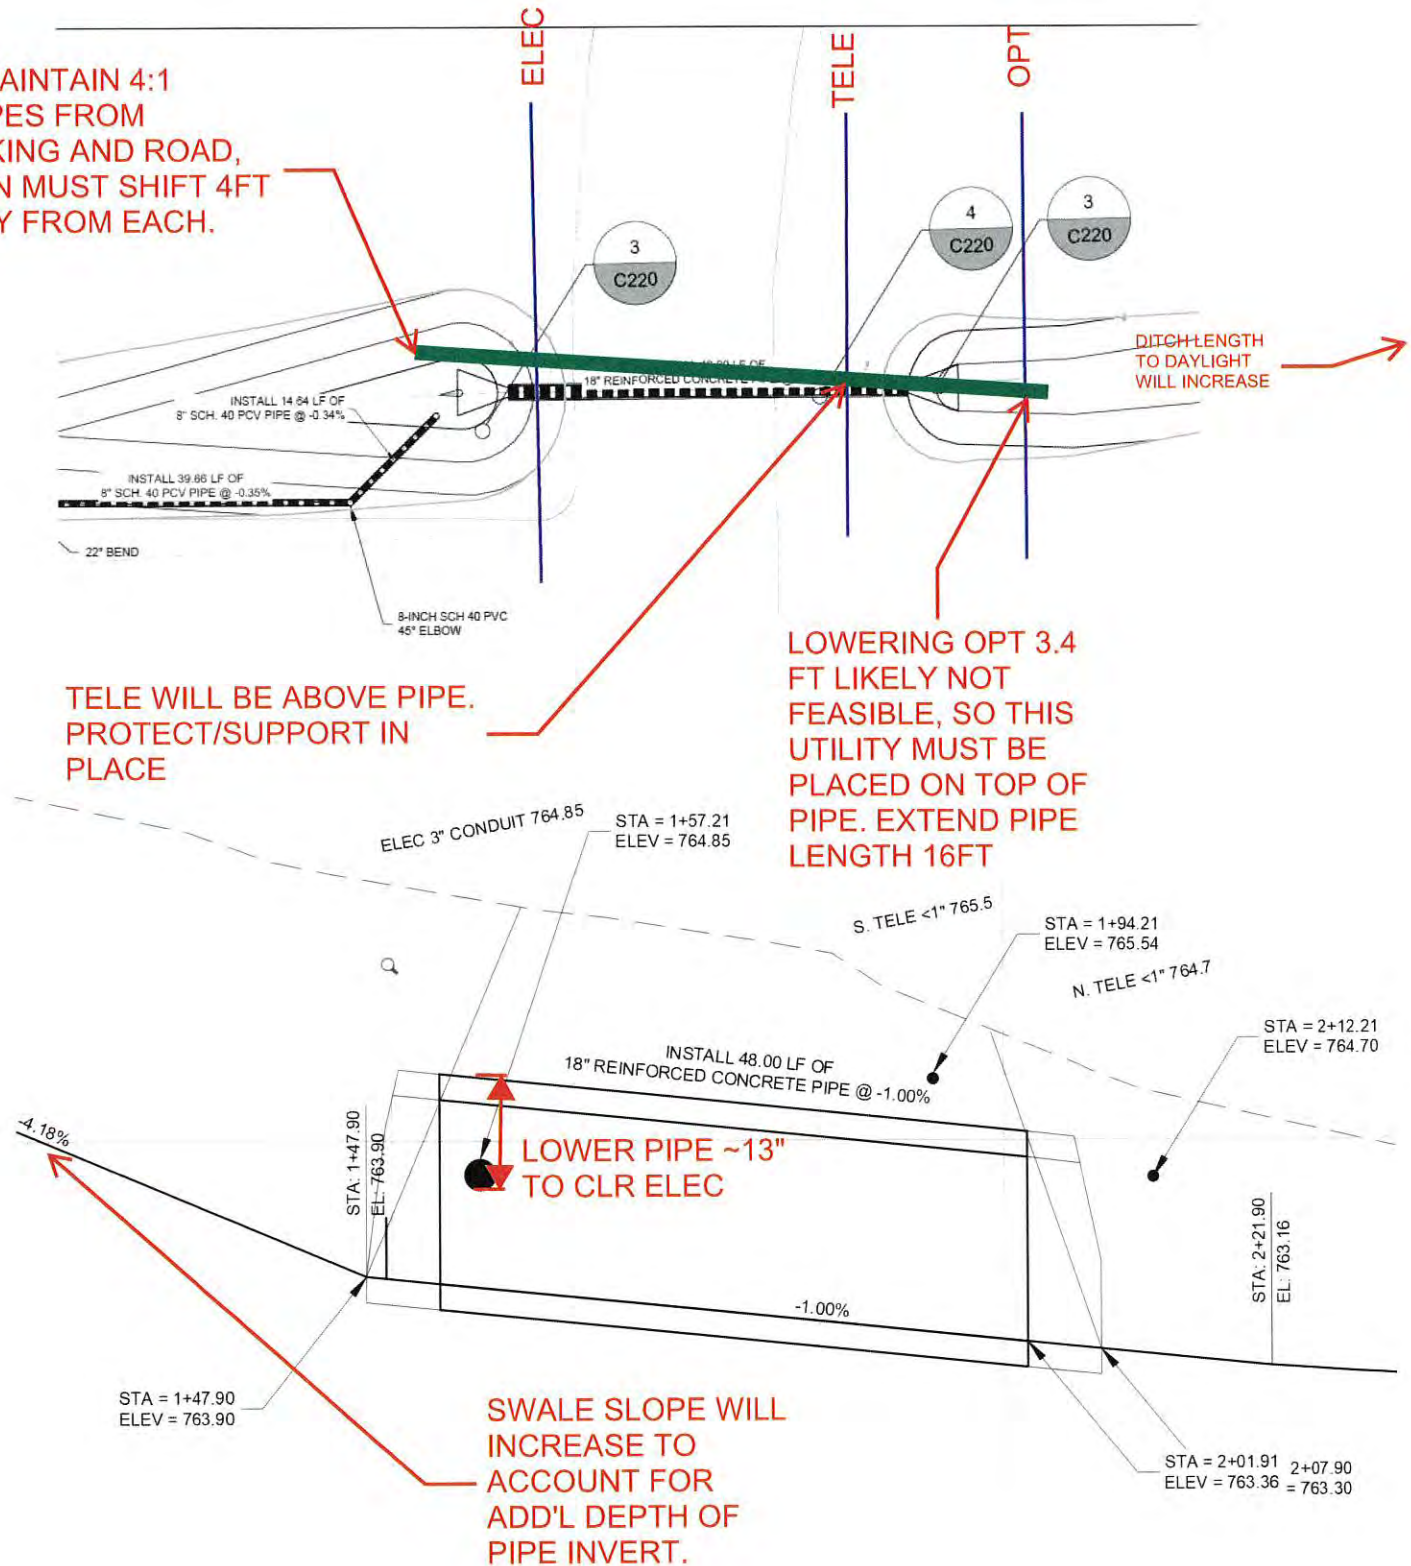 ELEC
TELE
OPT
AINTAIN 4:1
PES FROM
KING AND ROAD,
N MUST SHIFT 4FT
Y FROM EACH.
3
C220
4
C220
3
C220
DITCH LENGTH
TO DAYLIGHT
WILL INCREASE
LF OF
18" REINFORCED CONCRETE
INSTALL 14.64 LF OF
8" SCH. 40 PCV PIPE @ -0.34%
INSTALL 39.66 LF OF
8" SCH. 40 PCV PIPE @ -0.35%
22" BEND
8-INCH SCH 40 PVC
45° ELBOW
TELE WILL BE ABOVE PIPE.
PROTECT/SUPPORT IN
PLACE
LOWERING OPT 3.4
FT LIKELY NOT
FEASIBLE, SO THIS
UTILITY MUST BE
PLACED ON TOP OF
PIPE. EXTEND PIPE
LENGTH 16FT
ELEC 3" CONDUIT 764.85
STA = 1+57.21
ELEV = 764.85
S. TELE <1" 765.5
STA = 1+94.21
ELEV = 765.54
N. TELE <1" 764.7
STA = 2+12.21
ELEV = 764.70
INSTALL 48.00 LF OF
18" REINFORCED CONCRETE PIPE @ -1.00%
-4.18%
STA: 1+47.90
EL: 763.90
LOWER PIPE ~13"
TO CLR ELEC
-1.00%
STA: 2+21.90
EL: 763.16
STA = 1+47.90
ELEV = 763.90
SWALE SLOPE WILL
INCREASE TO
ACCOUNT FOR
ADD'L DEPTH OF
PIPE INVERT.
STA = 2+01.91
ELEV = 763.36
2+07.90
= 763.30